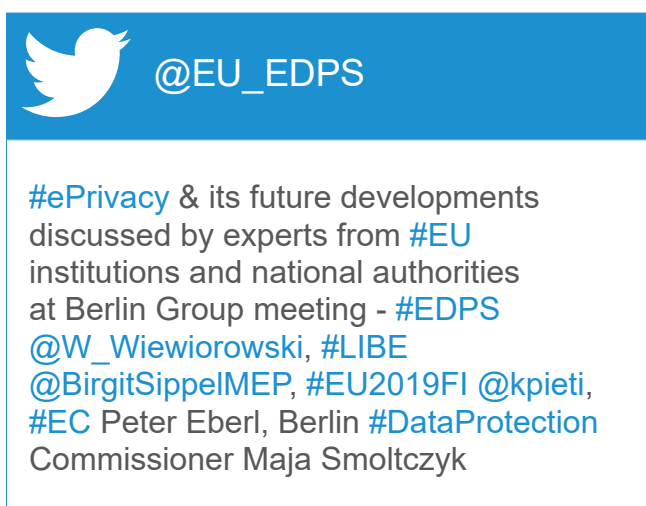 @EU_EDPS
#ePrivacy & its future developments
discussed by experts from #EU
institutions and national authorities
at Berlin Group meeting - #EDPS
@W_Wiewiorowski, #LIBE
@BirgitSippelMEP, #EU2019FI @kpieti,
#EC Peter Eberl, Berlin #DataProtection
Commissioner Maja Smoltczyk